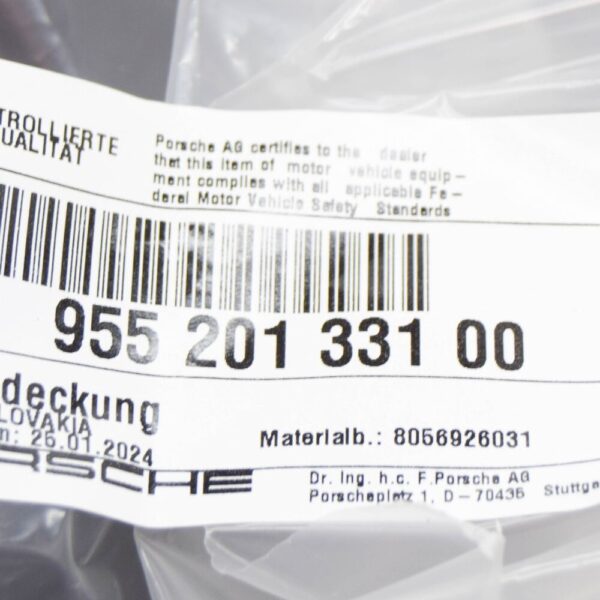 TROLLIERTE
UALITÄT
Porsche AG certifies to the dealer
that this item of motor vehicle equip-
ment complies with all applicable Fe-
deral Motor Vehicle Safety Standards
955 201 331 00
deckung
LOVAKIA
n: 25.01.2024
Materialb.: 8056926031
RSCHE
Dr. Ing. h.c. F.Porsche AG
Porscheplatz 1, D-70435 Stuttga